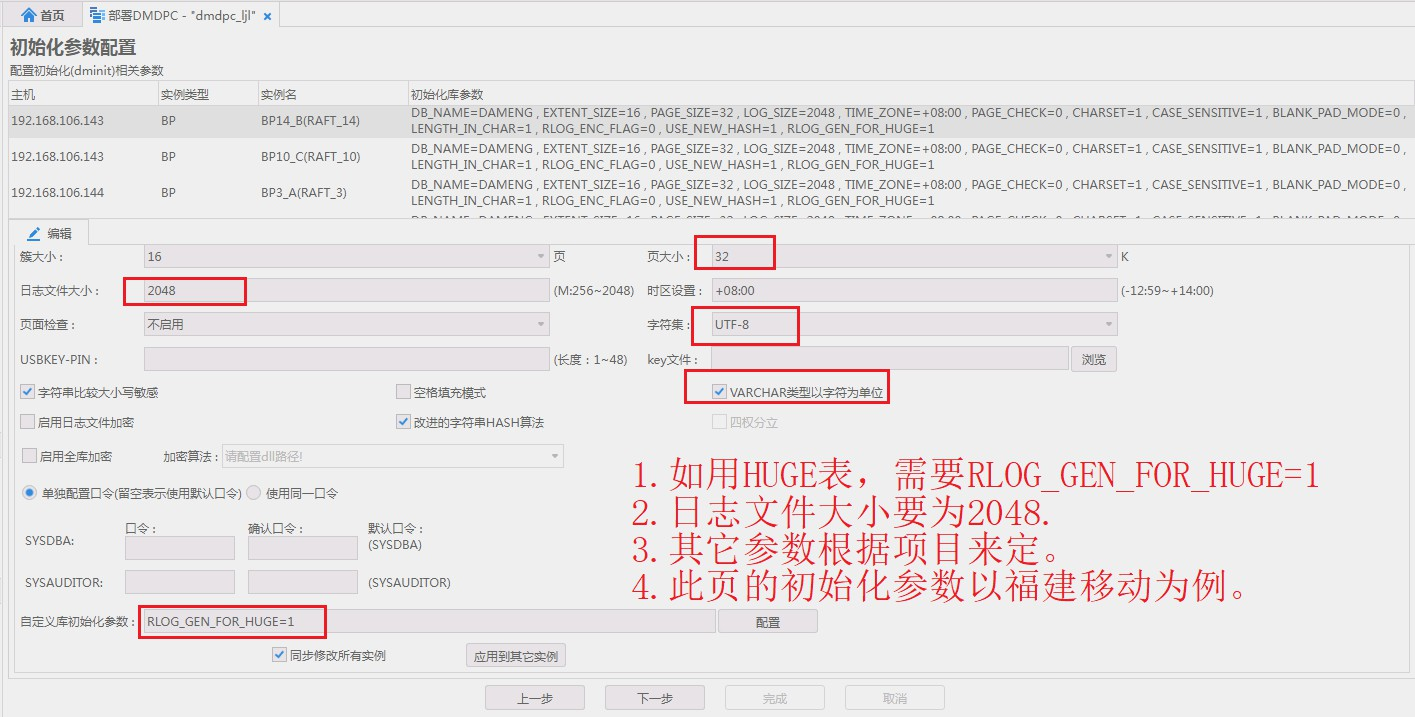 首页 部署DMDPC - "dmdpc_ljl"
初始化参数配置
配置初始化(dminit)相关参数
主机 实例类型 实例名 初始化库参数
192.168.106.143 BP BP14_B(RAFT_14) DB_NAME=DAMENG , EXTENT_SIZE=16 , PAGE_SIZE=32 , LOG_SIZE=2048 , TIME_ZONE=+08:00 , PAGE_CHECK=0 , CHARSET=1 , CASE_SENSITIVE=1 , BLANK_PAD_MODE=0 ,
LENGTH_IN_CHAR=1 , RLOG_ENC_FLAG=0 , USE_NEW_HASH=1 , RLOG_GEN_FOR_HUGE=1
192.168.106.143 BP BP10_C(RAFT_10) DB_NAME=DAMENG , EXTENT_SIZE=16 , PAGE_SIZE=32 , LOG_SIZE=2048 , TIME_ZONE=+08:00 , PAGE_CHECK=0 , CHARSET=1 , CASE_SENSITIVE=1 , BLANK_PAD_MODE=0 ,
LENGTH_IN_CHAR=1 , RLOG_ENC_FLAG=0 , USE_NEW_HASH=1 , RLOG_GEN_FOR_HUGE=1
192.168.106.144 BP BP3_A(RAFT_3) DB_NAME=DAMENG , EXTENT_SIZE=16 , PAGE_SIZE=32 , LOG_SIZE=2048 , TIME_ZONE=+08:00 , PAGE_CHECK=0 , CHARSET=1 , CASE_SENSITIVE=1 , BLANK_PAD_MODE=0 ,
LENGTH_IN_CHAR=1 , RLOG_ENC_FLAG=0 , USE_NEW_HASH=1 , RLOG_GEN_FOR_HUGE=1
编辑
簇大小： 16 页 页大小： 32 K
日志文件大小： 2048 (M:256~2048) 时区设置： +08:00 (-12:59~+14:00)
页面检查： 不启用 字符集： UTF-8
USBKEY-PIN： (长度：1~48) key文件： 浏览
字符串比较大小写敏感 空格填充模式 VARCHAR类型以字符为单位
启用日志文件加密 改进的字符串HASH算法 四权分立
启用全库加密 加密算法： 请配置dll路径!
单独配置口令(留空表示使用默认口令) 使用同一口令
口令： 确认口令： 默认口令：
SYSDBA: (SYSDBA)
SYSAUDITOR: (SYSAUDITOR)
自定义库初始化参数： RLOG_GEN_FOR_HUGE=1 配置
同步修改所有实例 应用到其它实例
1. 如用HUGE表，需要RLOG_GEN_FOR_HUGE=1
2. 日志文件大小要为2048.
3. 其它参数根据项目来定。
4. 此页的初始化参数以福建移动为例。
上一步 下一步 完成 取消